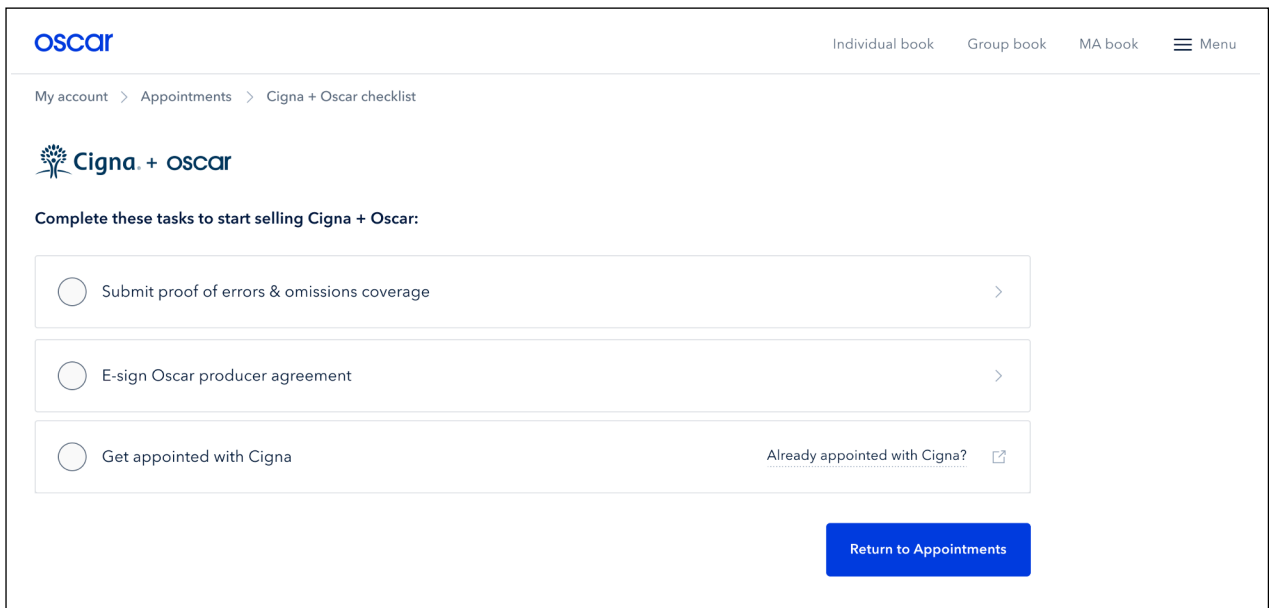 oscar
Individual book Group book MA book Menu
My account > Appointments > Cigna + Oscar checklist
Cigna. + oscar
Complete these tasks to start selling Cigna + Oscar:
Submit proof of errors & omissions coverage
E-sign Oscar producer agreement
Get appointed with Cigna Already appointed with Cigna?
Return to Appointments